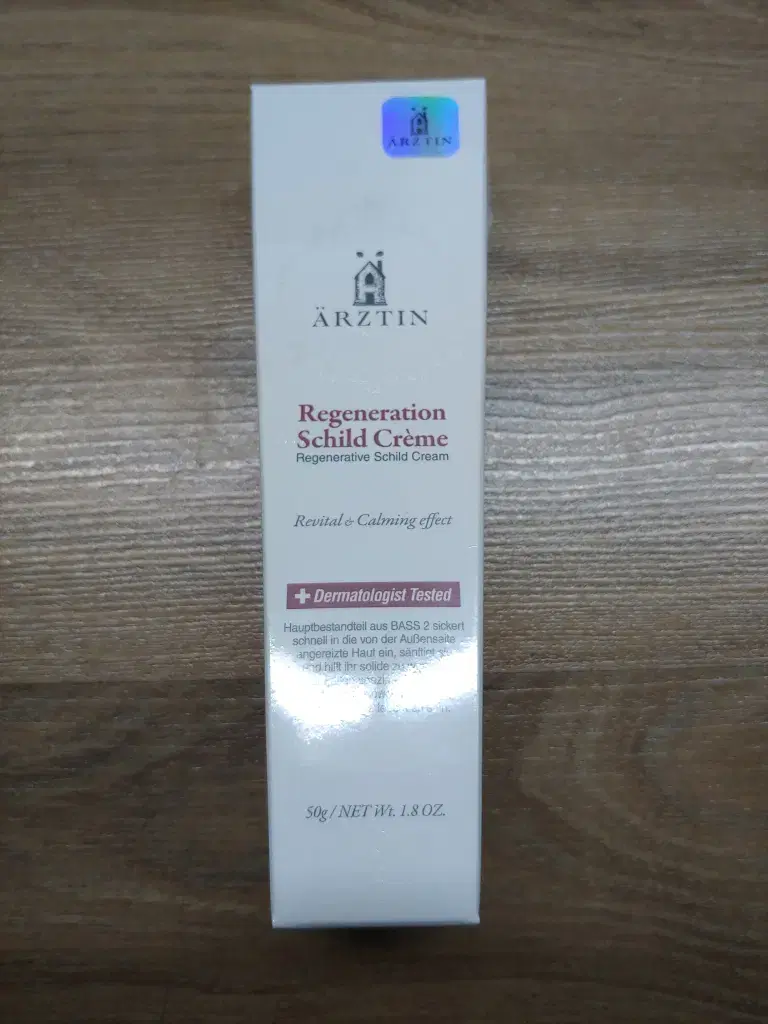 ÄRZTIN
ÄRZTIN
Regeneration
Schild Crème
Regenerative Schild Cream
Revital & Calming effect
Dermatologist Tested
Hauptbestandteil aus BASS 2 sickert
schnell in die von der Außenseite
angereizte Haut ein, sänftigt
hilft ihr solide
50g / NET Wt. 1.8 OZ.